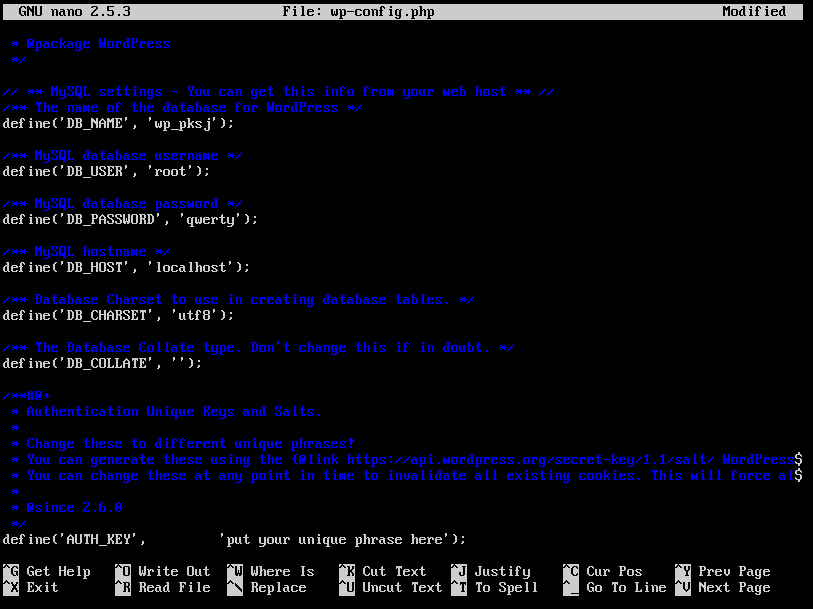 GNU nano 2.5.3 File: wp-config.php Modified
* @package WordPress
*/
// ** MySQL settings - You can get this info from your web host ** //
/** The name of the database for WordPress */
define('DB_NAME', 'wp_pksj');
/** MySQL database username */
define('DB_USER', 'root');
/** MySQL database password */
define('DB_PASSWORD', 'qwerty');
/** MySQL hostname */
define('DB_HOST', 'localhost');
/** Database Charset to use in creating database tables. */
define('DB_CHARSET', 'utf8');
/** The Database Collate type. Don't change this if in doubt. */
define('DB_COLLATE', '');
/**#@+
* Authentication Unique Keys and Salts.
*
* Change these to different unique phrases!
* You can generate these using the {@link https://api.wordpress.org/secret-key/1.1/salt/ WordPress$
* You can change these at any point in time to invalidate all existing cookies. This will force al$
*
* @since 2.6.0
*/
define('AUTH_KEY', 'put your unique phrase here');
^G Get Help ^O Write Out ^W Where Is ^K Cut Text ^J Justify ^C Cur Pos ^Y Prev Page
^X Exit ^R Read File ^\ Replace ^U Uncut Text ^T To Spell ^_ Go To Line ^V Next Page